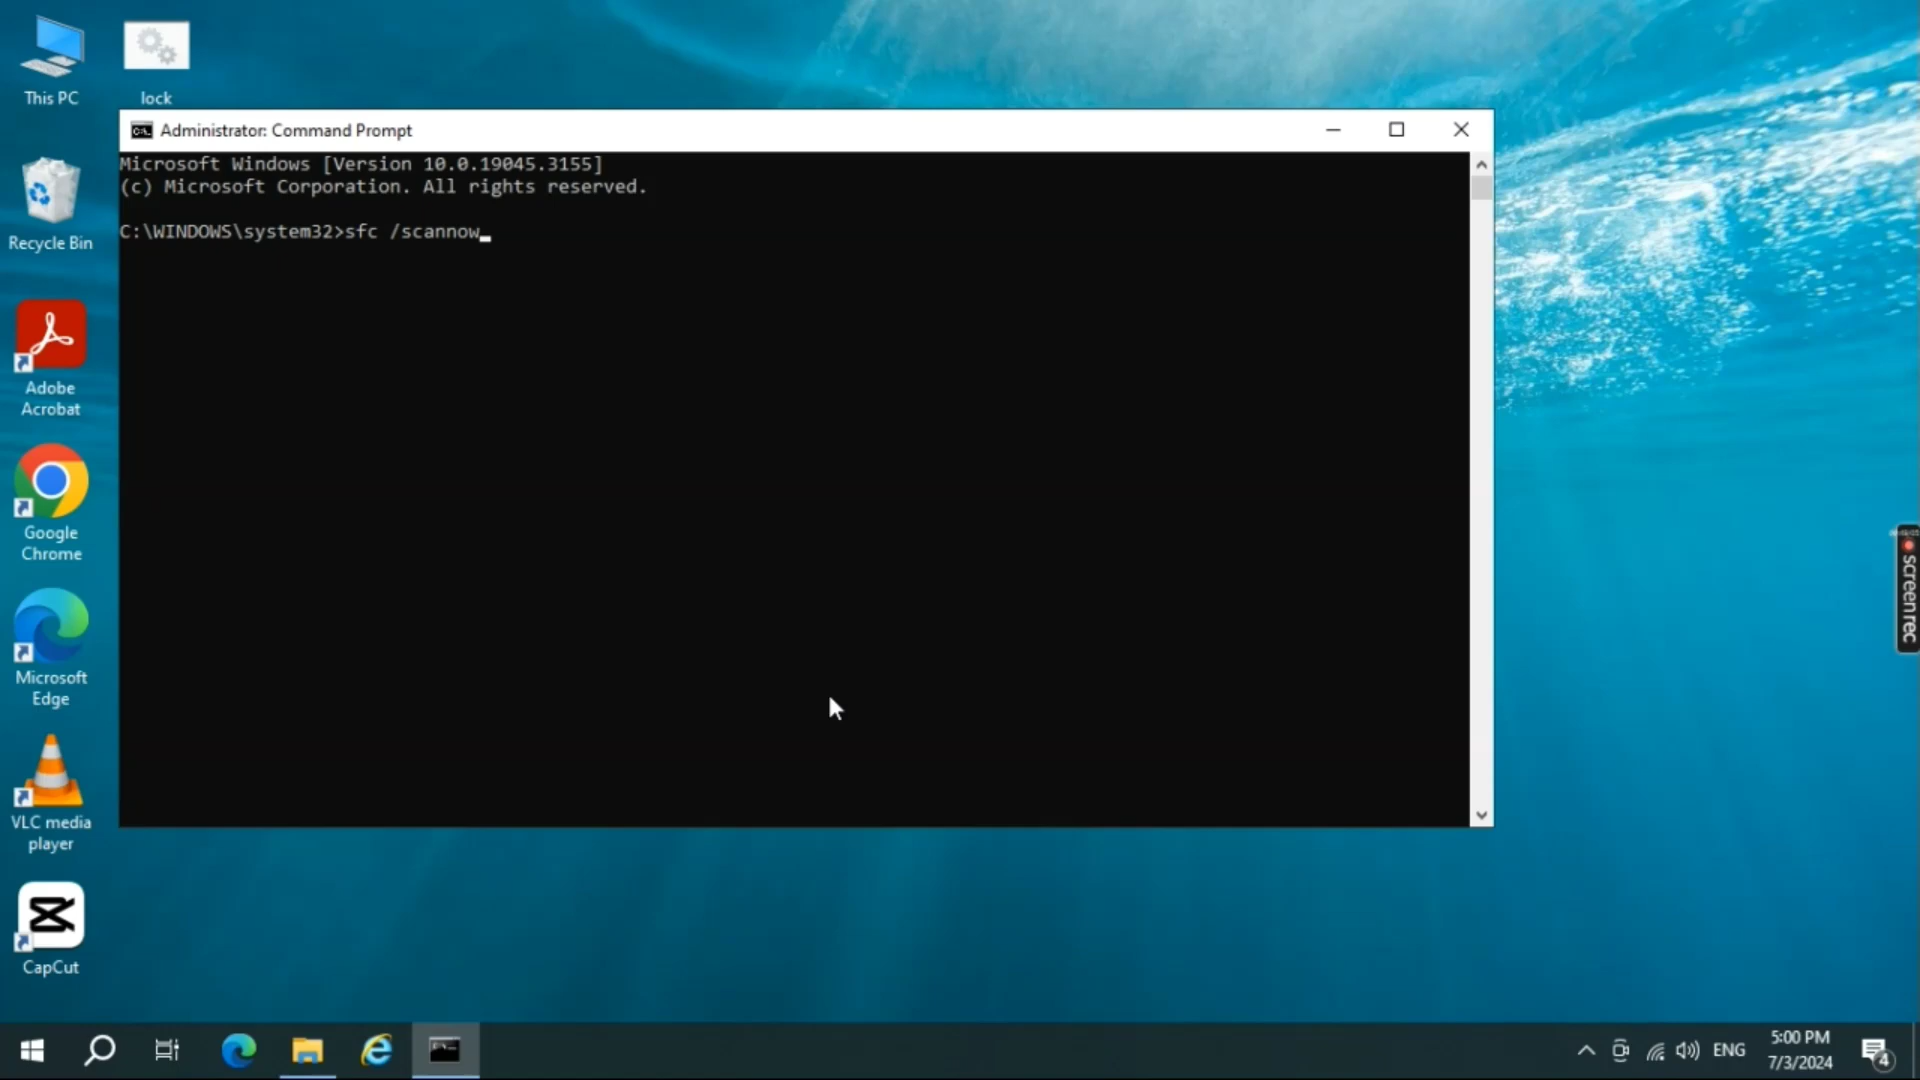 This PC
lock
Administrator: Command Prompt
Microsoft Windows [Version 10.0.19045.3155]
(c) Microsoft Corporation. All rights reserved.
C:\WINDOWS\system32>sfc /scannow
Recycle Bin
Adobe
Acrobat
Google
Chrome
Microsoft
Edge
VLC media
player
CapCut
screenrec
ENG
5:00 PM
7/3/2024
4